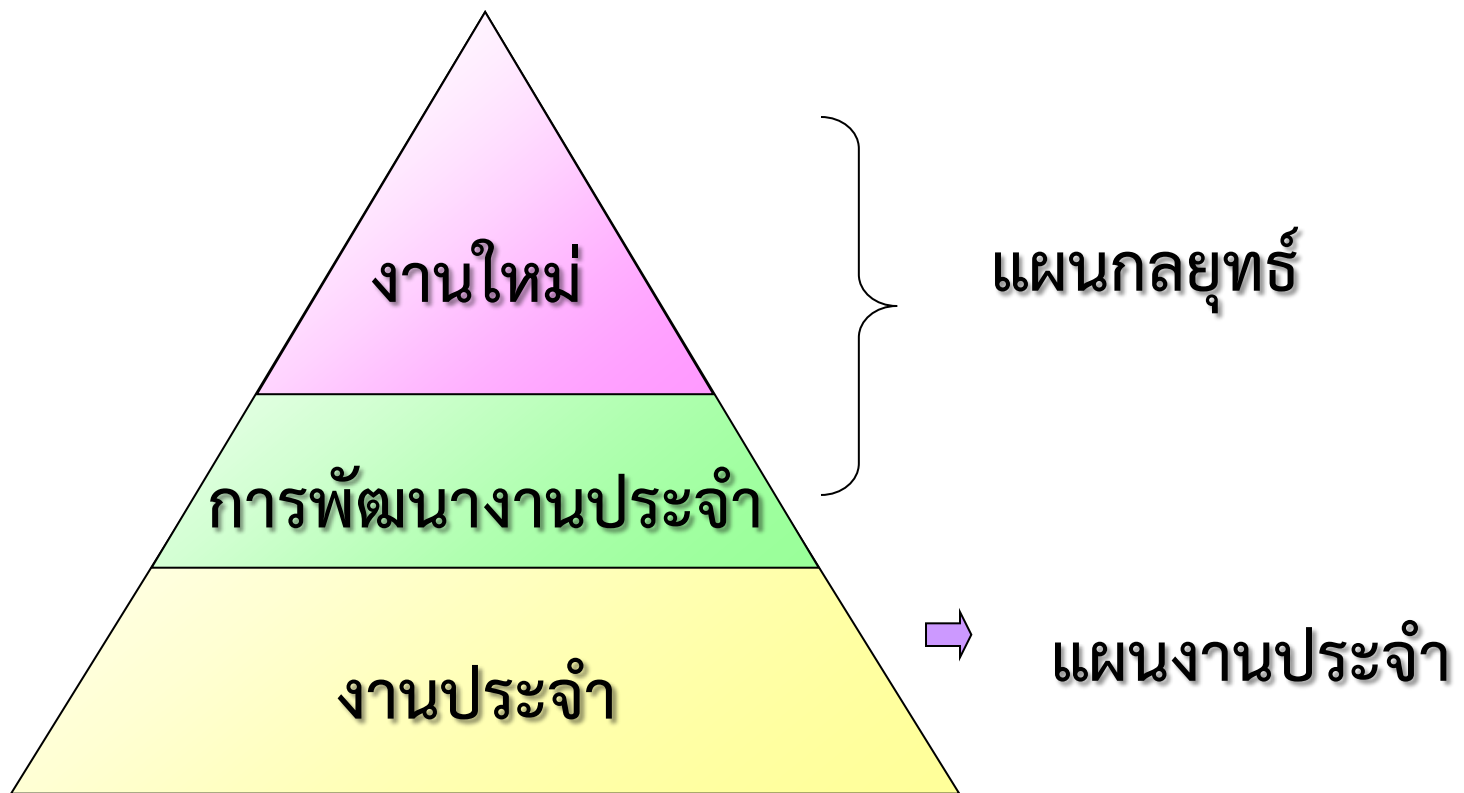 งานใหม่
แผนกลยุทธ์
การพัฒนางานประจำ
แผนงานประจำ
งานประจำ